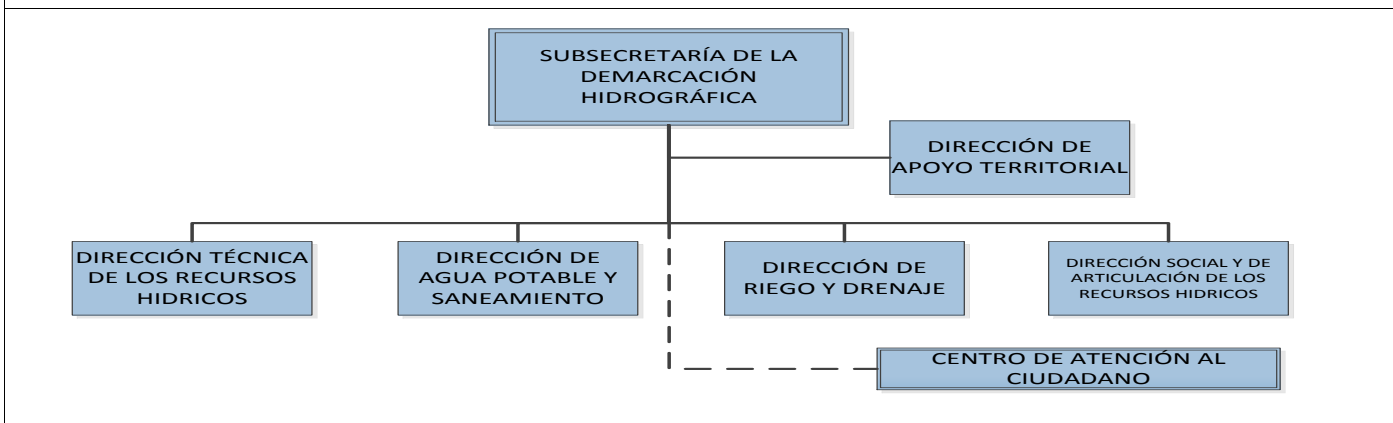 SUBSECRETARÍA DE LA
DEMARCACIÓN
HIDROGRÁFICA
DIRECCIÓN DE
APOYO TERRITORIAL
DIRECCIÓN TÉCNICA
DE LOS RECURSOS
HIDRICOS
DIRECCIÓN DE
AGUA POTABLE Y
SANEAMIENTO
DIRECCIÓN DE
RIEGO Y DRENAJE
DIRECCIÓN SOCIAL Y DE
ARTICULACIÓN DE LOS
RECURSOS HIDRICOS
CENTRO DE ATENCIÓN AL
CIUDADANO